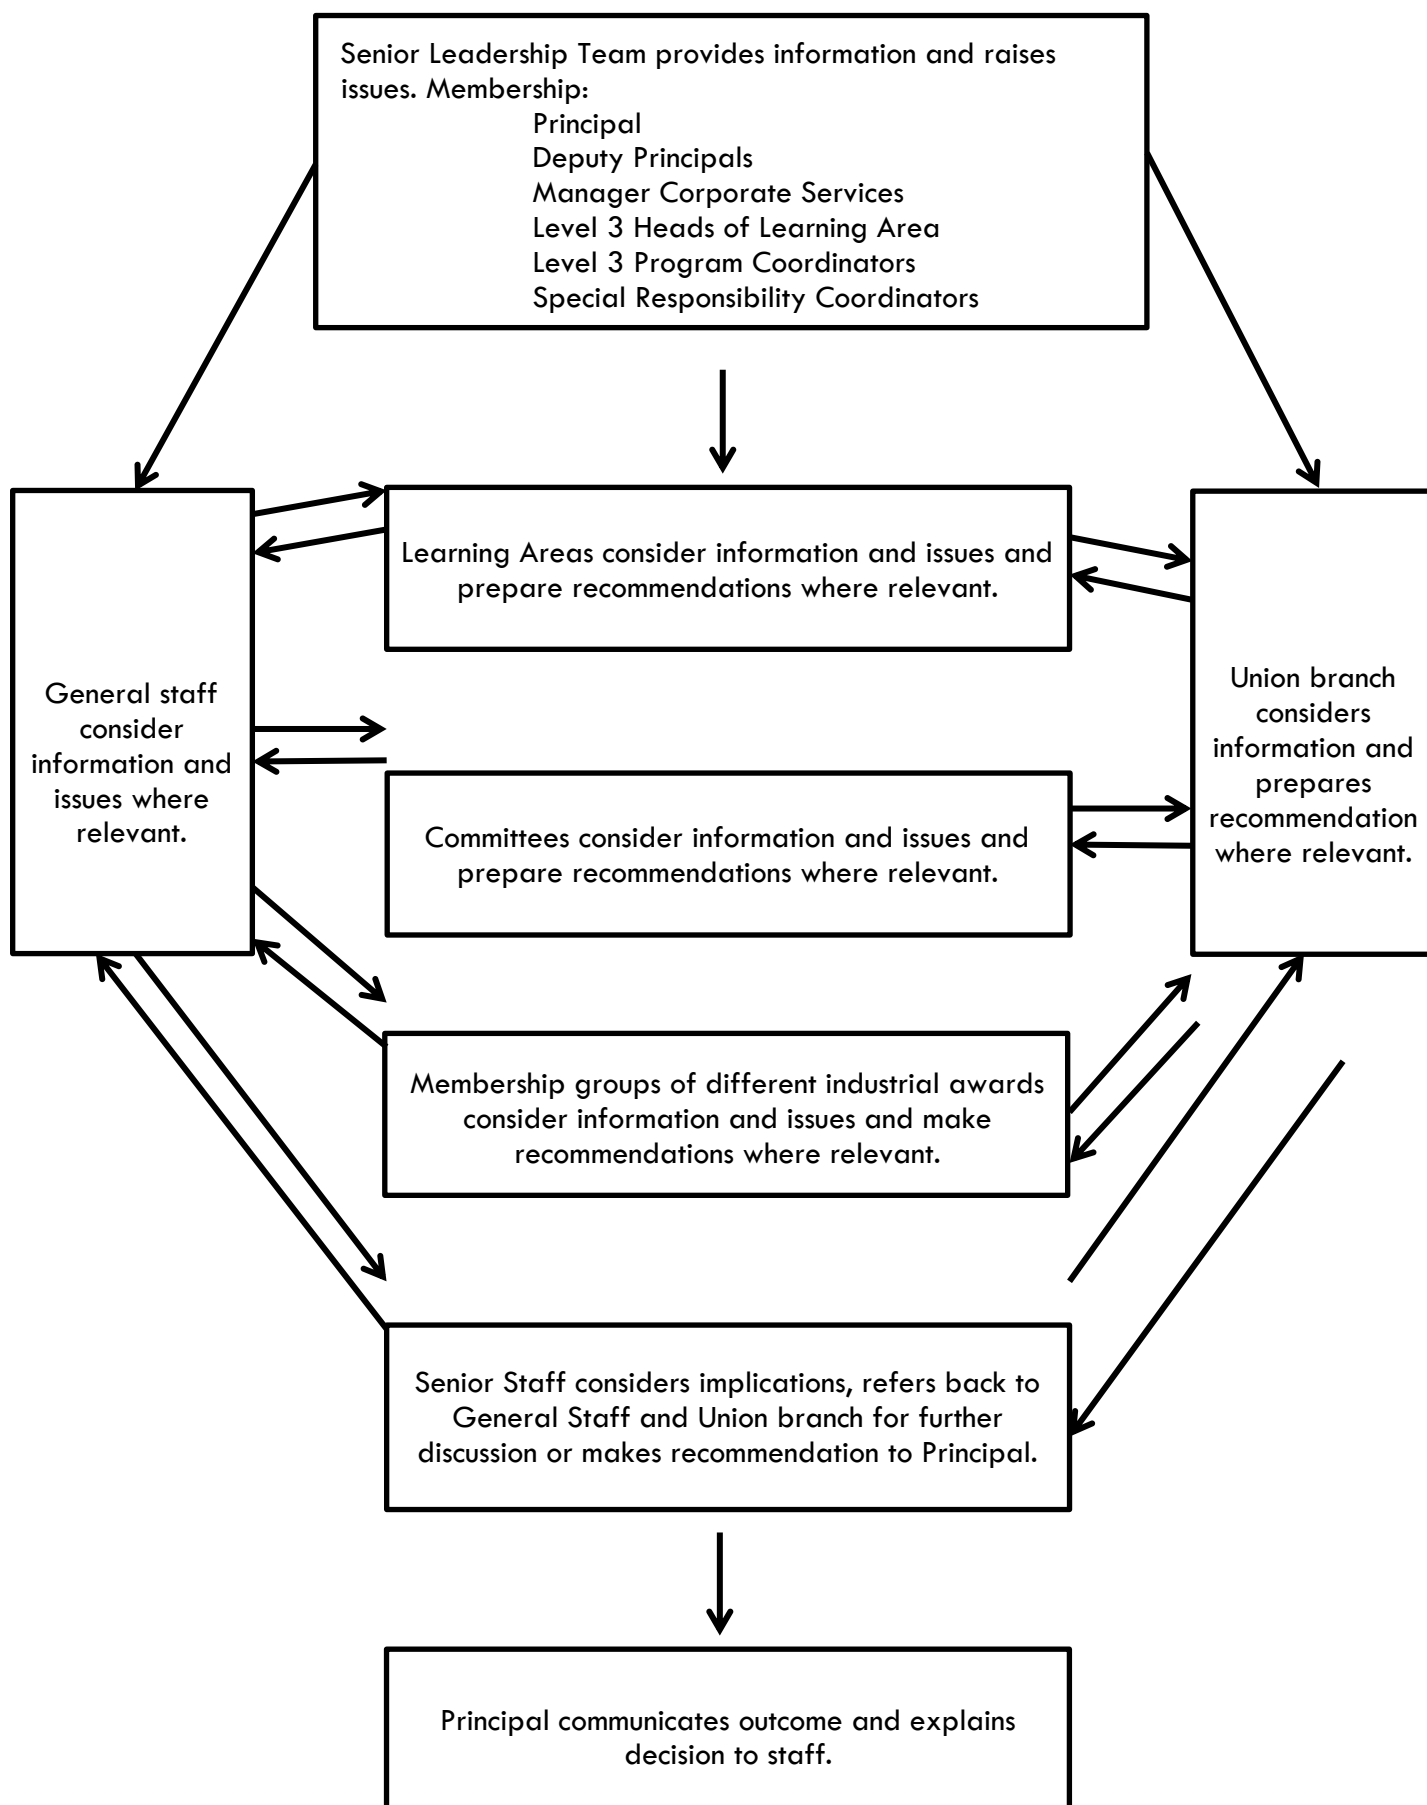 Senior Leadership Team provides information and raises
issues. Membership:
Principal
Deputy Principals
Manager Corporate Services
Level 3 Heads of Learning Area
Level 3 Program Coordinators
Special Responsibility Coordinators
Learning Areas consider information and issues and
prepare recommendations where relevant.
General staff
consider
information and
issues where
relevant.
Union branch
considers
information and
prepares
recommendation
where relevant.
Committees consider information and issues and
prepare recommendations where relevant.
Membership groups of different industrial awards
consider information and issues and make
recommendations where relevant.
Senior Staff considers implications, refers back to
General Staff and Union branch for further
discussion or makes recommendation to Principal.
Principal communicates outcome and explains
decision to staff.